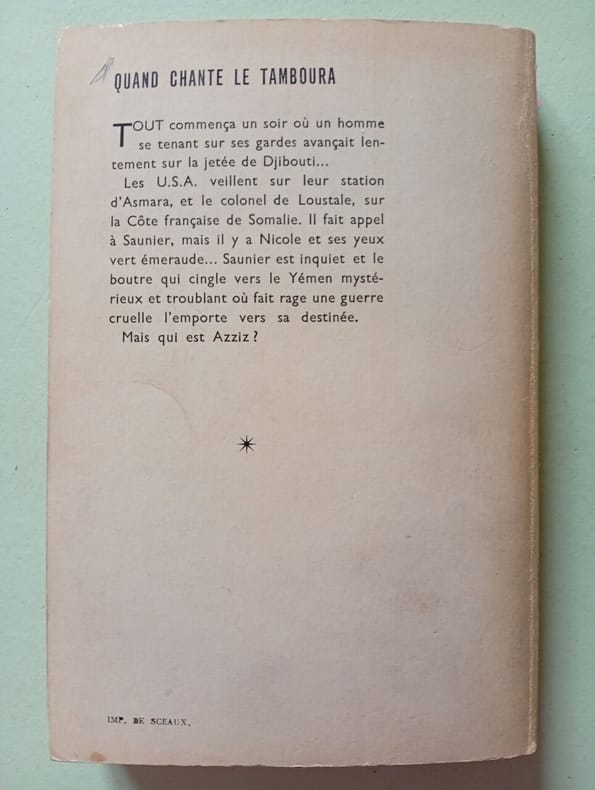 QUAND CHANTE LE TAMBOURA
TOUT commença un soir où un homme
se tenant sur ses gardes avançait len-
tement sur la jetée de Djibouti...
Les U.S.A. veillent sur leur station
d'Asmara, et le colonel de Loustale, sur
la Côte française de Somalie. Il fait appel
à Saunier, mais il y a Nicole et ses yeux
vert émeraude... Saunier est inquiet et le
boutre qui cingle vers le Yémen mysté-
rieux et troublant où fait rage une guerre
cruelle l'emporte vers sa destinée.
Mais qui est Azziz ?
IMP. DE SCEAUX.